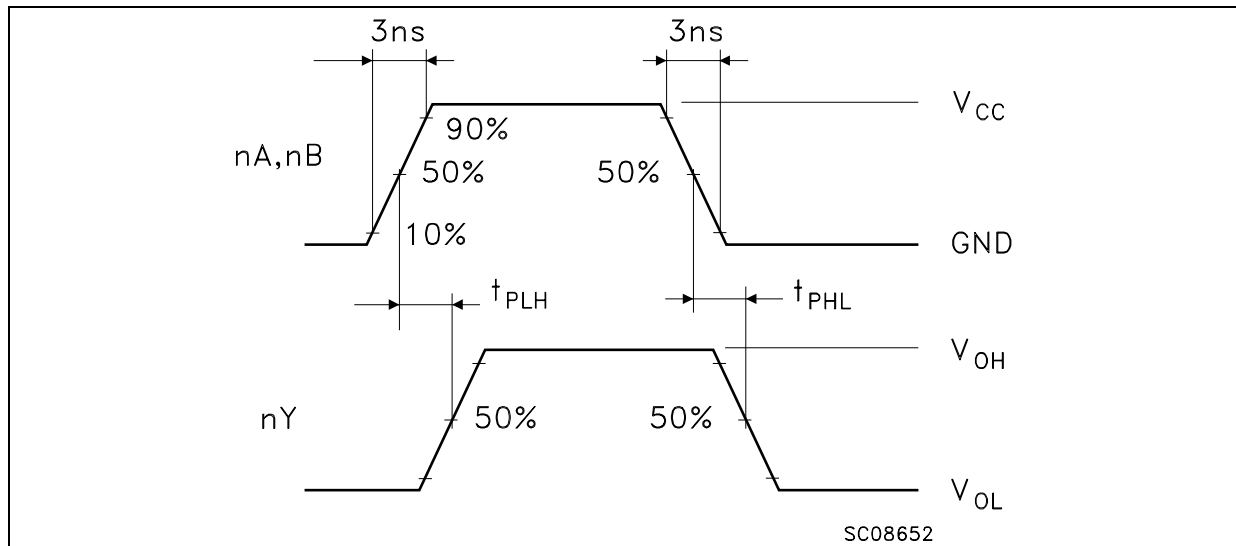 3ns 3ns
V_CC
90%
nA,nB 50% 50%
10% GND
t_PLH t_PHL
V_OH
nY 50% 50%
V_OL
SC08652